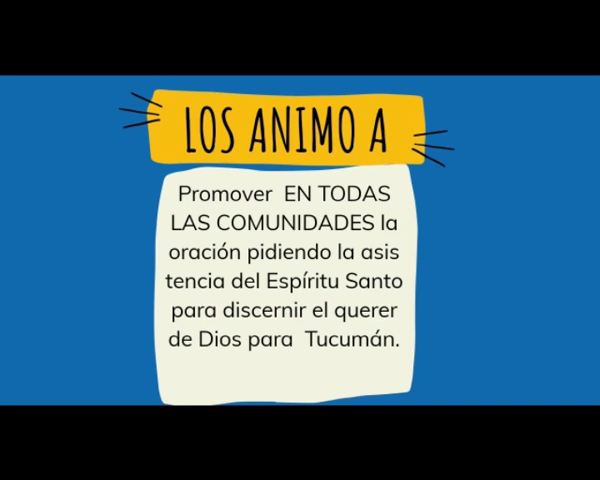 LOS ANIMO A
Promover  EN TODAS
LAS COMUNIDADES la
oración pidiendo la asis
tencia del Espíritu Santo
para discernir el querer
de Dios para  Tucumán.